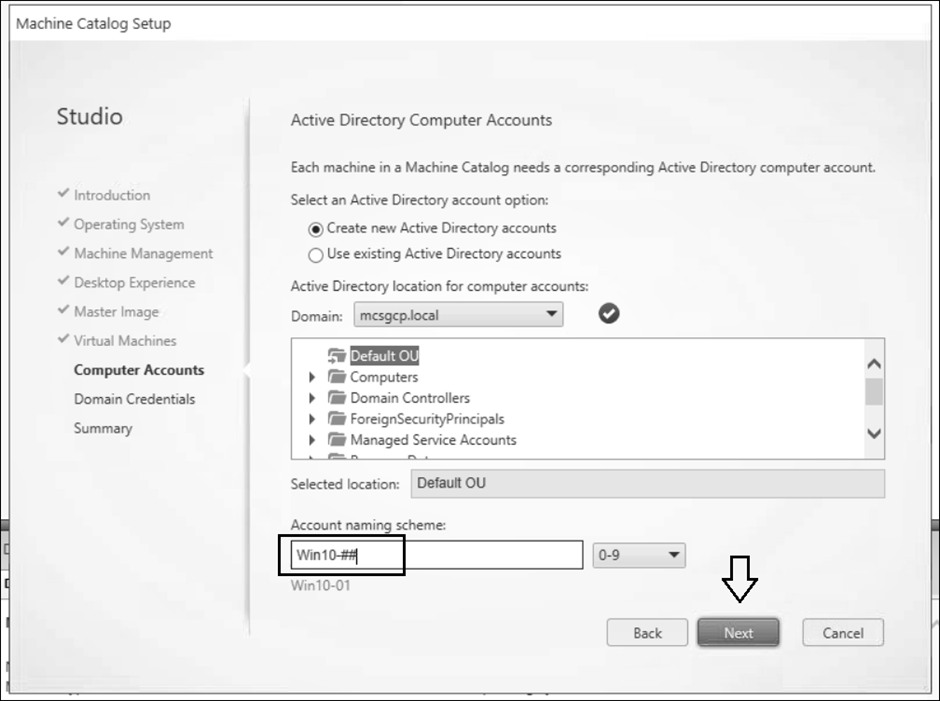 Machine Catalog Setup
Studio
Introduction
Operating System
Machine Management
Desktop Experience
Master Image
Virtual Machines
Computer Accounts
Domain Credentials
Summary
Active Directory Computer Accounts
Each machine in a Machine Catalog needs a corresponding Active Directory computer account.
Select an Active Directory account option:
Create new Active Directory accounts
Use existing Active Directory accounts
Active Directory location for computer accounts:
Domain: mcsgcp.local
Default OU
Computers
Domain Controllers
ForeignSecurityPrincipals
Managed Service Accounts
Selected location: Default OU
Account naming scheme:
Win10-## 0-9
Win10-01
Back Next Cancel